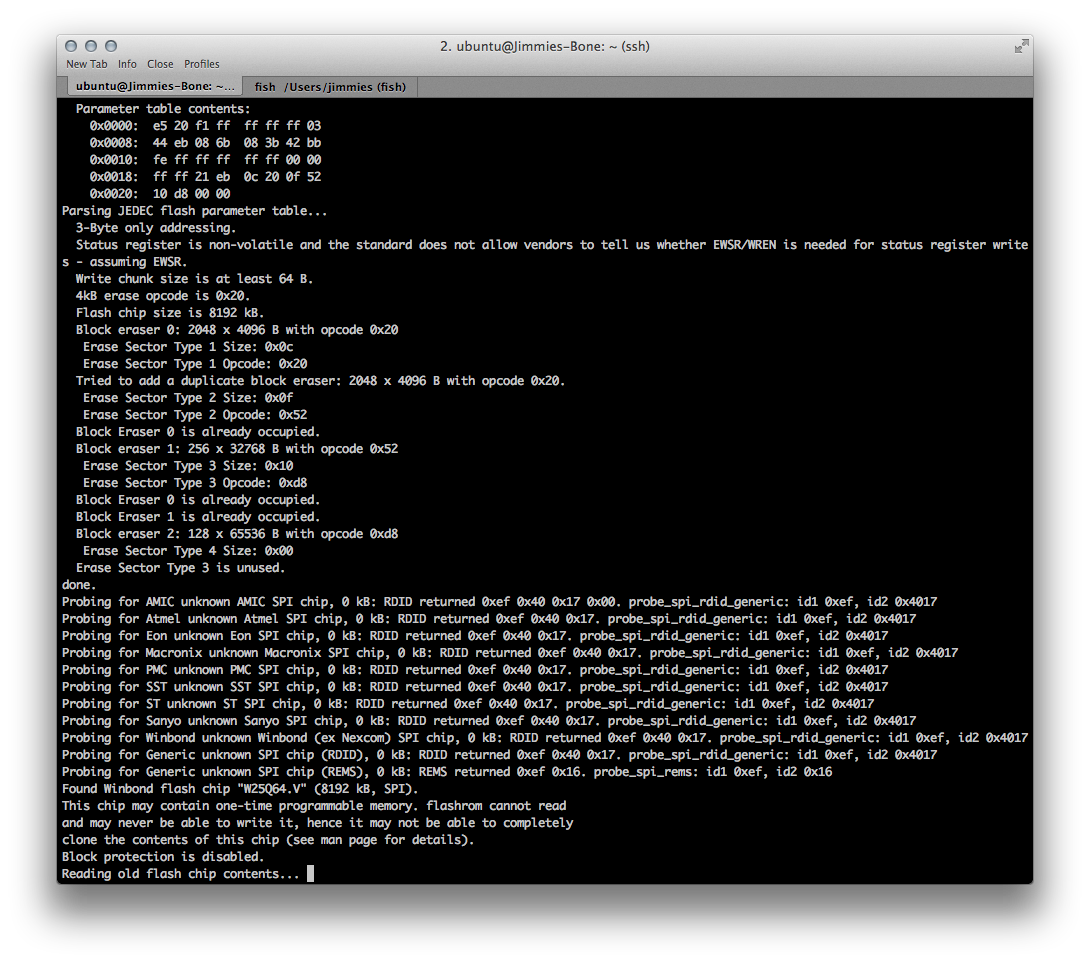 2. ubuntu@Jimmies-Bone: ~ (ssh)
New Tab Info Close Profiles
ubuntu@Jimmies-Bone: ~... fish /Users/jimmies (fish)
Parameter table contents:
0x0000: e5 20 f1 ff ff ff ff 03
0x0008: 44 eb 08 6b 08 3b 42 bb
0x0010: fe ff ff ff ff ff 00 00
0x0018: ff ff 21 eb 0c 20 0f 52
0x0020: 10 d8 00 00
Parsing JEDEC flash parameter table...
3-Byte only addressing.
Status register is non-volatile and the standard does not allow vendors to tell us whether EWSR/WREN is needed for status register write
s - assuming EWSR.
Write chunk size is at least 64 B.
4kB erase opcode is 0x20.
Flash chip size is 8192 kB.
Block eraser 0: 2048 x 4096 B with opcode 0x20
Erase Sector Type 1 Size: 0x0c
Erase Sector Type 1 Opcode: 0x20
Tried to add a duplicate block eraser: 2048 x 4096 B with opcode 0x20.
Erase Sector Type 2 Size: 0x0f
Erase Sector Type 2 Opcode: 0x52
Block Eraser 0 is already occupied.
Block eraser 1: 256 x 32768 B with opcode 0x52
Erase Sector Type 3 Size: 0x10
Erase Sector Type 3 Opcode: 0xd8
Block Eraser 0 is already occupied.
Block Eraser 1 is already occupied.
Block eraser 2: 128 x 65536 B with opcode 0xd8
Erase Sector Type 4 Size: 0x00
Erase Sector Type 3 is unused.
done.
Probing for AMIC unknown AMIC SPI chip, 0 kB: RDID returned 0xef 0x40 0x17 0x00. probe_spi_rdid_generic: id1 0xef, id2 0x4017
Probing for Atmel unknown Atmel SPI chip, 0 kB: RDID returned 0xef 0x40 0x17. probe_spi_rdid_generic: id1 0xef, id2 0x4017
Probing for Eon unknown Eon SPI chip, 0 kB: RDID returned 0xef 0x40 0x17. probe_spi_rdid_generic: id1 0xef, id2 0x4017
Probing for Macronix unknown Macronix SPI chip, 0 kB: RDID returned 0xef 0x40 0x17. probe_spi_rdid_generic: id1 0xef, id2 0x4017
Probing for PMC unknown PMC SPI chip, 0 kB: RDID returned 0xef 0x40 0x17. probe_spi_rdid_generic: id1 0xef, id2 0x4017
Probing for SST unknown SST SPI chip, 0 kB: RDID returned 0xef 0x40 0x17. probe_spi_rdid_generic: id1 0xef, id2 0x4017
Probing for ST unknown ST SPI chip, 0 kB: RDID returned 0xef 0x40 0x17. probe_spi_rdid_generic: id1 0xef, id2 0x4017
Probing for Sanyo unknown Sanyo SPI chip, 0 kB: RDID returned 0xef 0x40 0x17. probe_spi_rdid_generic: id1 0xef, id2 0x4017
Probing for Winbond unknown Winbond (ex Nexcom) SPI chip, 0 kB: RDID returned 0xef 0x40 0x17. probe_spi_rdid_generic: id1 0xef, id2 0x4017
Probing for Generic unknown SPI chip (RDID), 0 kB: RDID returned 0xef 0x40 0x17. probe_spi_rdid_generic: id1 0xef, id2 0x4017
Probing for Generic unknown SPI chip (REMS), 0 kB: REMS returned 0xef 0x16. probe_spi_rems: id1 0xef, id2 0x16
Found Winbond flash chip "W25Q64.V" (8192 kB, SPI).
This chip may contain one-time programmable memory. flashrom cannot read
and may never be able to write it, hence it may not be able to completely
clone the contents of this chip (see man page for details).
Block protection is disabled.
Reading old flash chip contents...